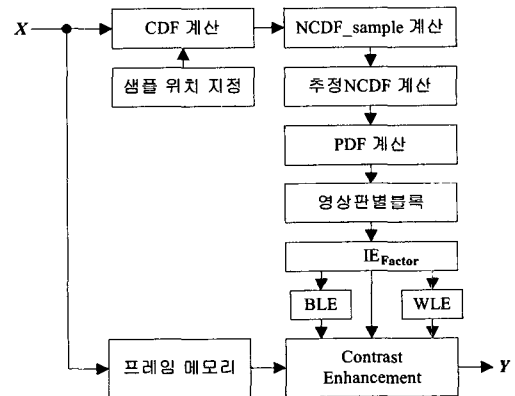 X
CDF 계산
NCDF_sample 계산
샘플 위치 지정
추정NCDF 계산
PDF 계산
영상판별블록
IE_Factor
BLE
WLE
프레임 메모리
Contrast
Enhancement
Y